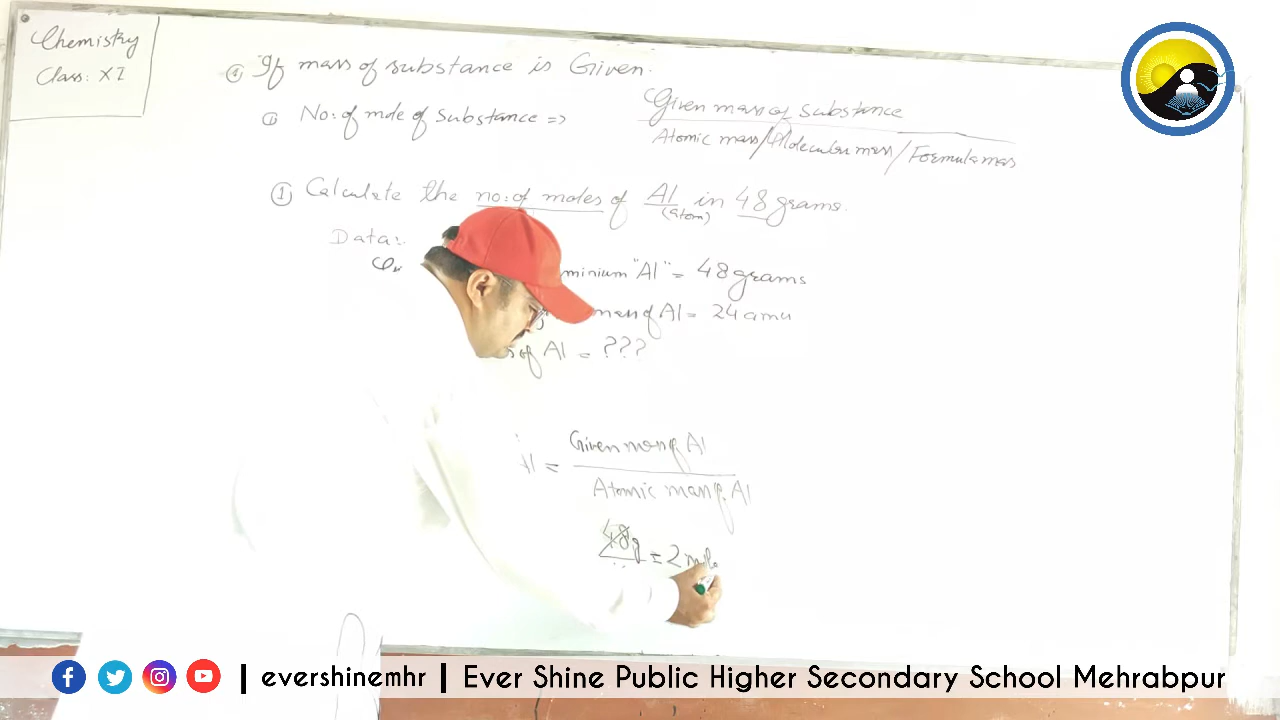 Chemistry
Class: XI
If mass of substance is Given.
① No: of mole of substance => Given mass of substance
Atomic mass/Molecular mass/Formula mass
① Calculate the no: of moles of Al in 48 grams.
(atom)
Data:
minium "Al" = 48 grams
mass of Al = 24 amu
of Al = ???
Al = Given mass of Al
Atomic mass of Al
48g = 2 mole
| evershinemhr | Ever Shine Public Higher Secondary School Mehrabpur